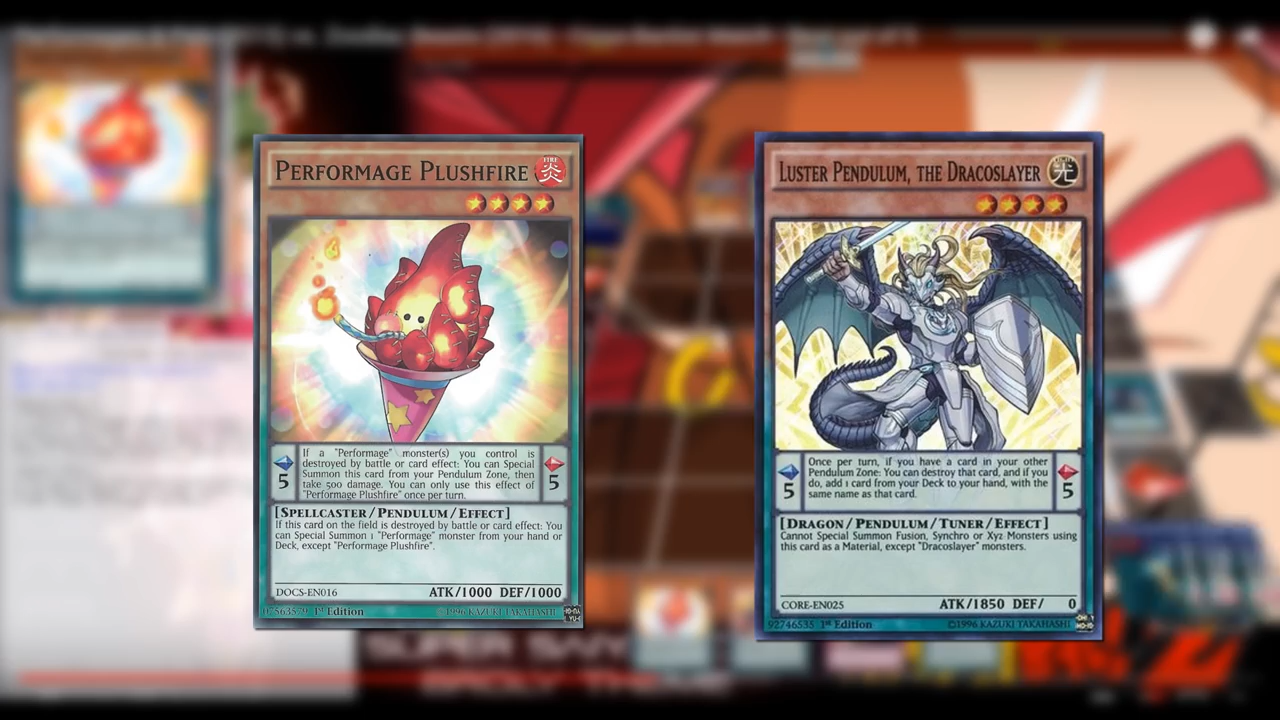 PERFORMAGE PLUSHFIRE
FIRE
炎
5
If a "Performage" monster(s) you control is
destroyed by battle or card effect: You can Special
Summon this card from your Pendulum Zone, then
take 500 damage. You can only use this effect of
"Performage Plushfire" once per turn.
5
[SPELLCASTER/PENDULUM/EFFECT]
If this card on the field is destroyed by battle or card effect: You
can Special Summon 1 "Performage" monster from your hand or
Deck, except "Performage Plushfire".
DOCS-EN016 ATK/1000 DEF/1000
1st Edition ©1996 KAZUKI TAKAHASHI
LUSTER PENDULUM, THE DRACOSLAYER
LIGHT
光
5
Once per turn, if you have a card in your other
Pendulum Zone: You can destroy that card, and if you
do, add 1 card from your Deck to your hand, with the
same name as that card.
5
[DRAGON/PENDULUM/TUNER/EFFECT]
Cannot Special Summon Fusion, Synchro or Xyz Monsters using
this card as a Material, except "Dracoslayer" monsters.
CORE-EN025 ATK/1850 DEF/ 0
92746535 1st Edition ©1996 KAZUKI TAKAHASHI